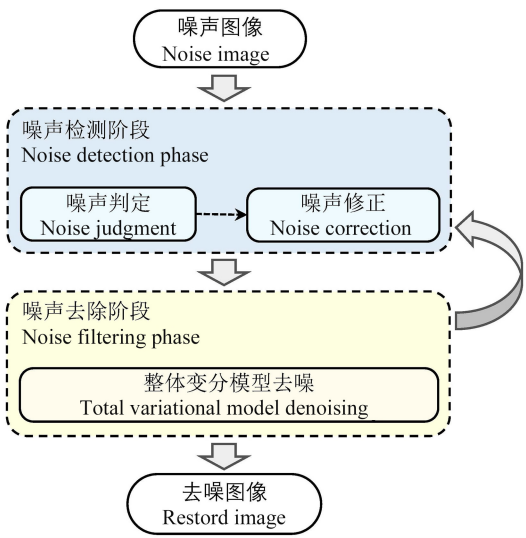 噪声图像
Noise image
噪声检测阶段
Noise detection phase
噪声判定
Noise judgment
噪声修正
Noise correction
噪声去除阶段
Noise filtering phase
整体变分模型去噪
Total variational model denoising
去噪图像
Restord image